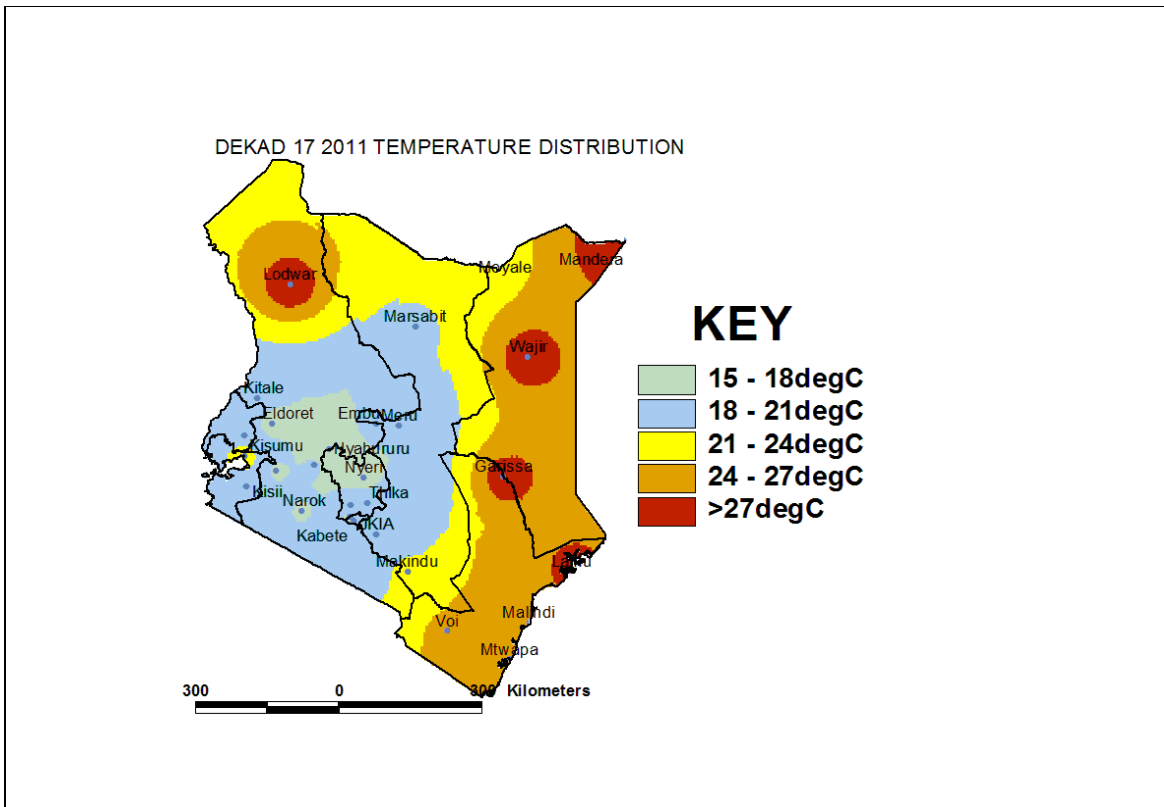 DEKAD 17 2011 TEMPERATURE DISTRIBUTION
Moyale
Mandera
Lodwar
Marsabit
Wajir
Kitale
Eldoret
Embu
Meru
Kisumu
Nyahururu
Nyeri
Garissa
Kisii
Narok
Thika
Kabete
JKIA
Makindu
Lamu
Voi
Malindi
Mtwapa
KEY
15 - 18degC
18 - 21degC
21 - 24degC
24 - 27degC
>27degC
300 0 300 Kilometers